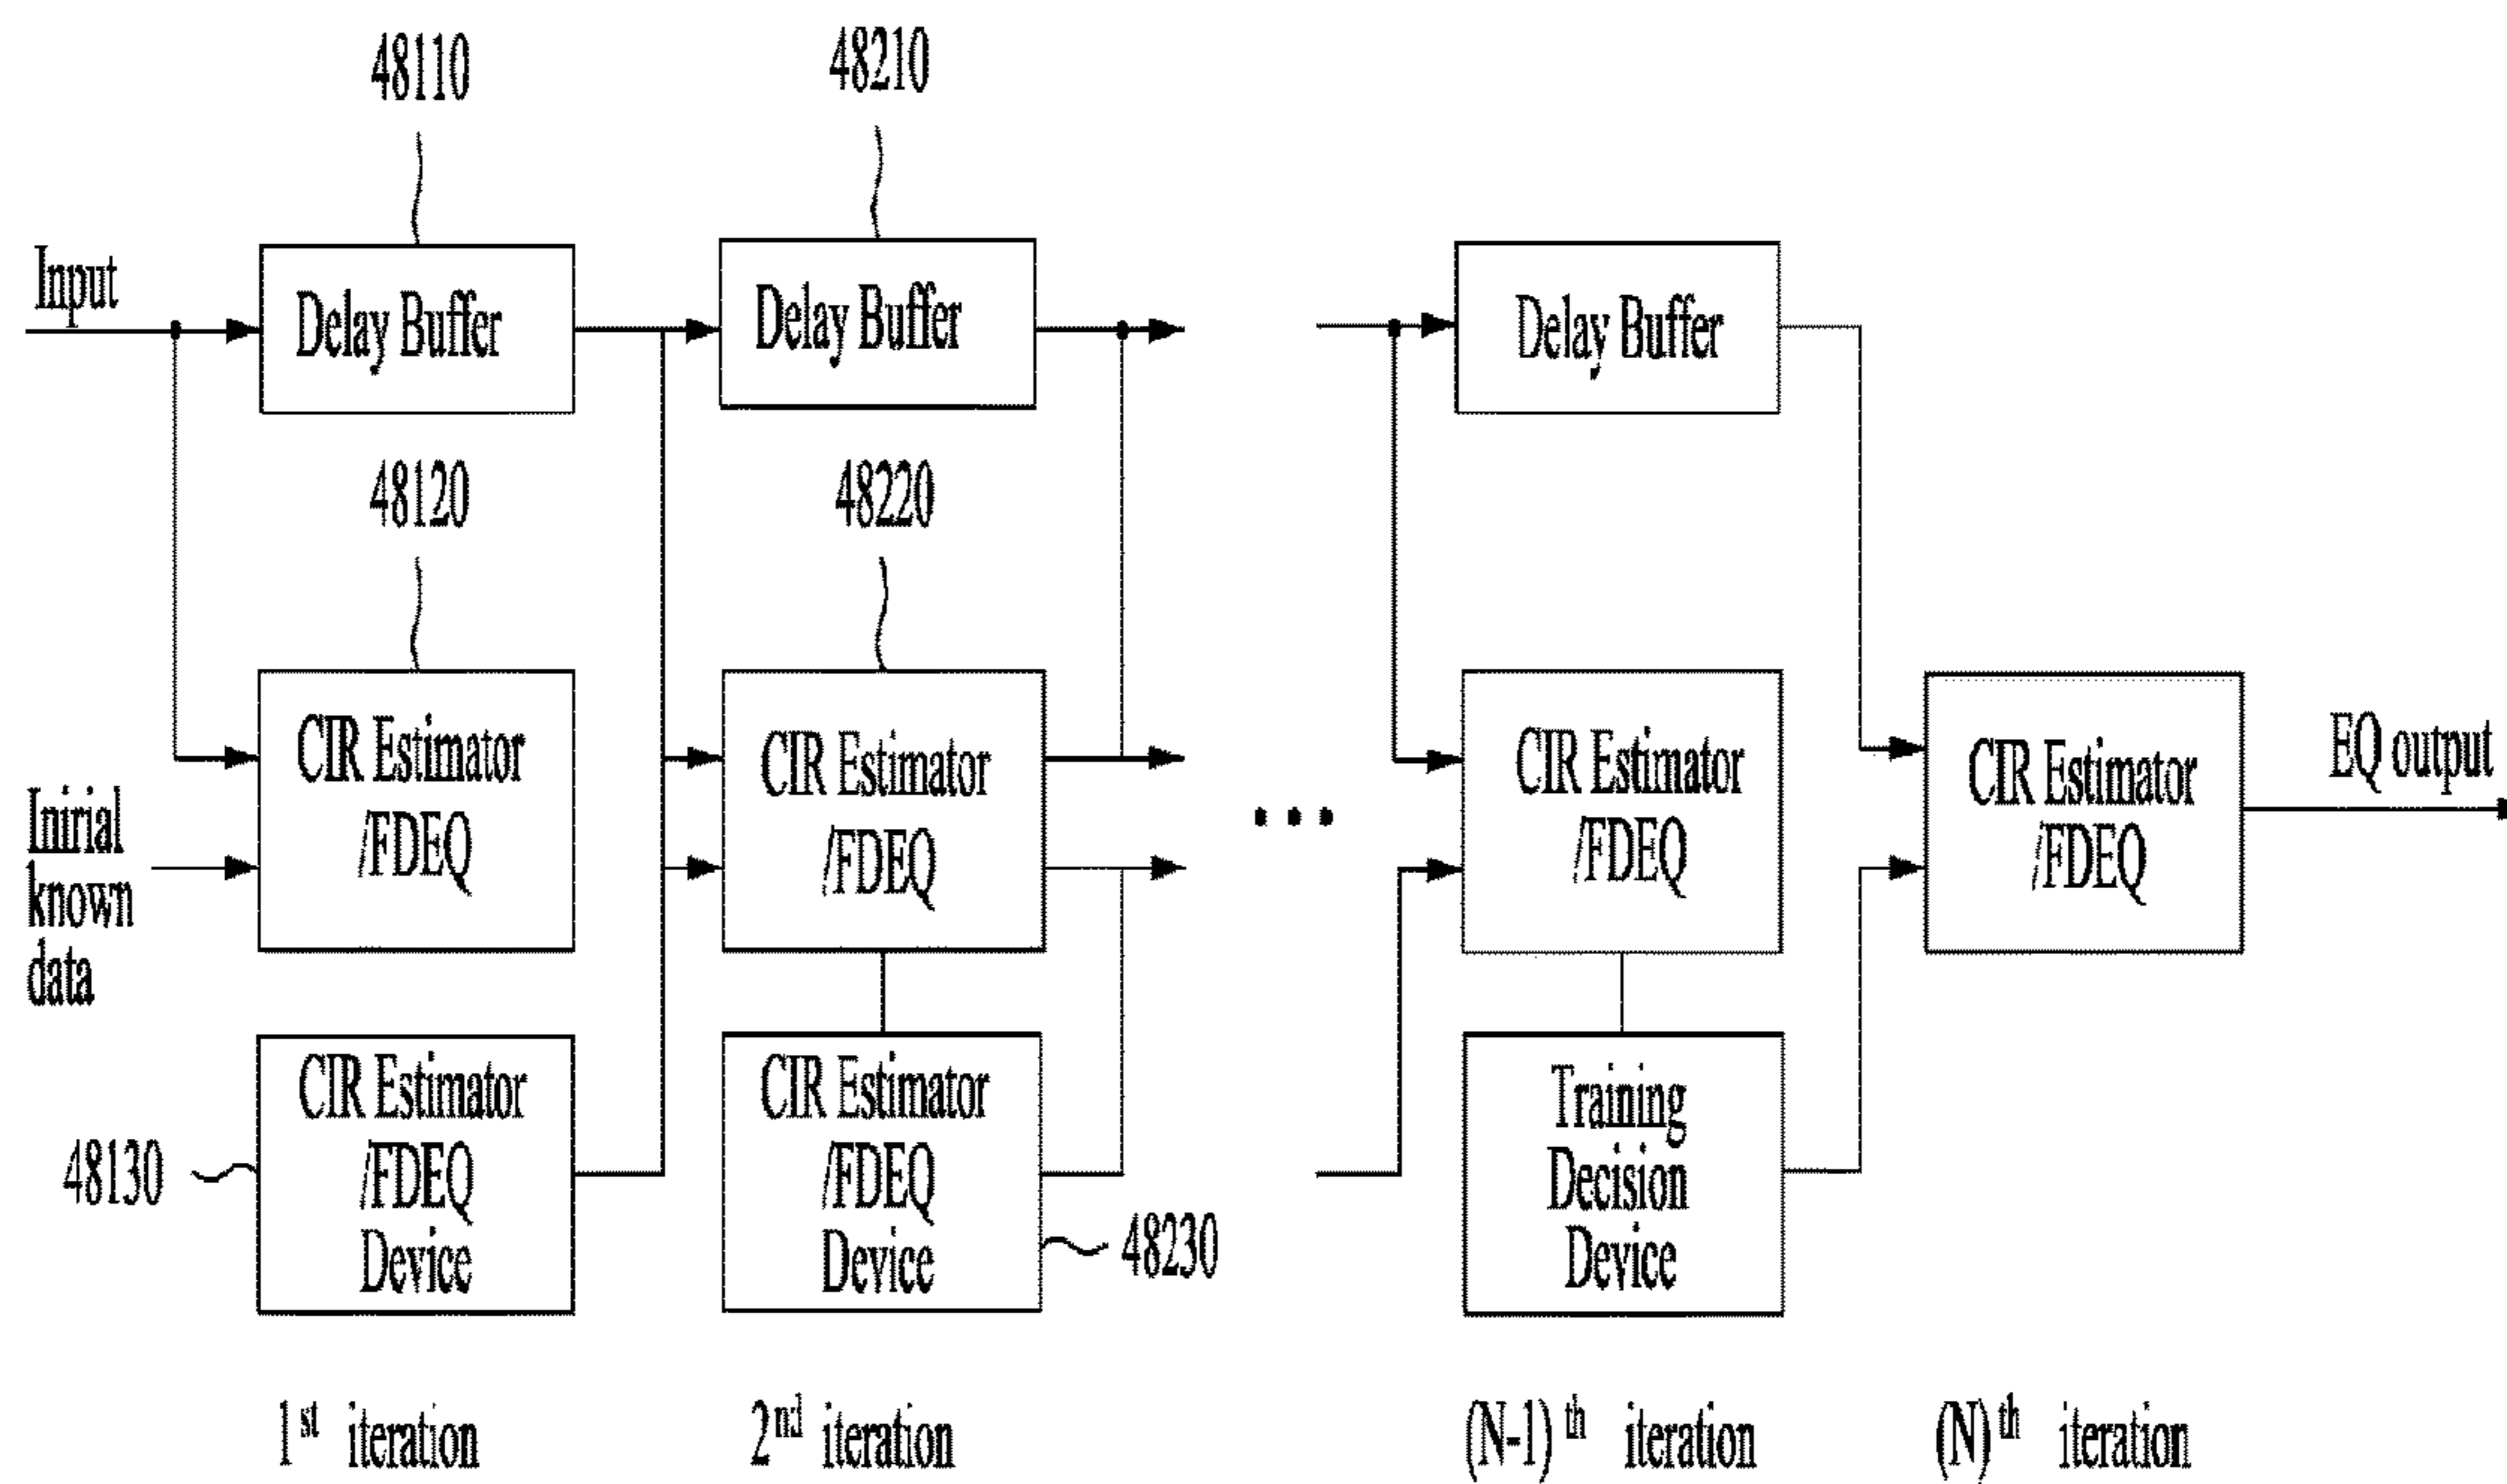 48110
48210
Input
Delay Buffer
Delay Buffer
Delay Buffer
48120
48220
CIR Estimator
/FDEQ
CIR Estimator
/FDEQ
CIR Estimator
/FDEQ
CIR Estimator
/FDEQ
EQ output
Inirial
known
data
...
CIR Estimator
/FDEQ
Device
48130
CIR Estimator
/FDEQ
Device
48230
Training
Decision
Device
1st iteration
2nd iteration
(N-1)th iteration
(N)th iteration